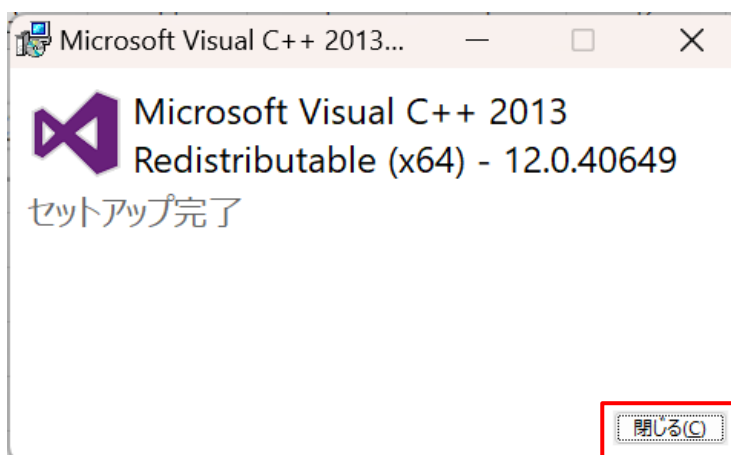 Microsoft Visual C++ 2013...
Microsoft Visual C++ 2013
Redistributable (x64) - 12.0.40649
セットアップ完了
閉じる(C)